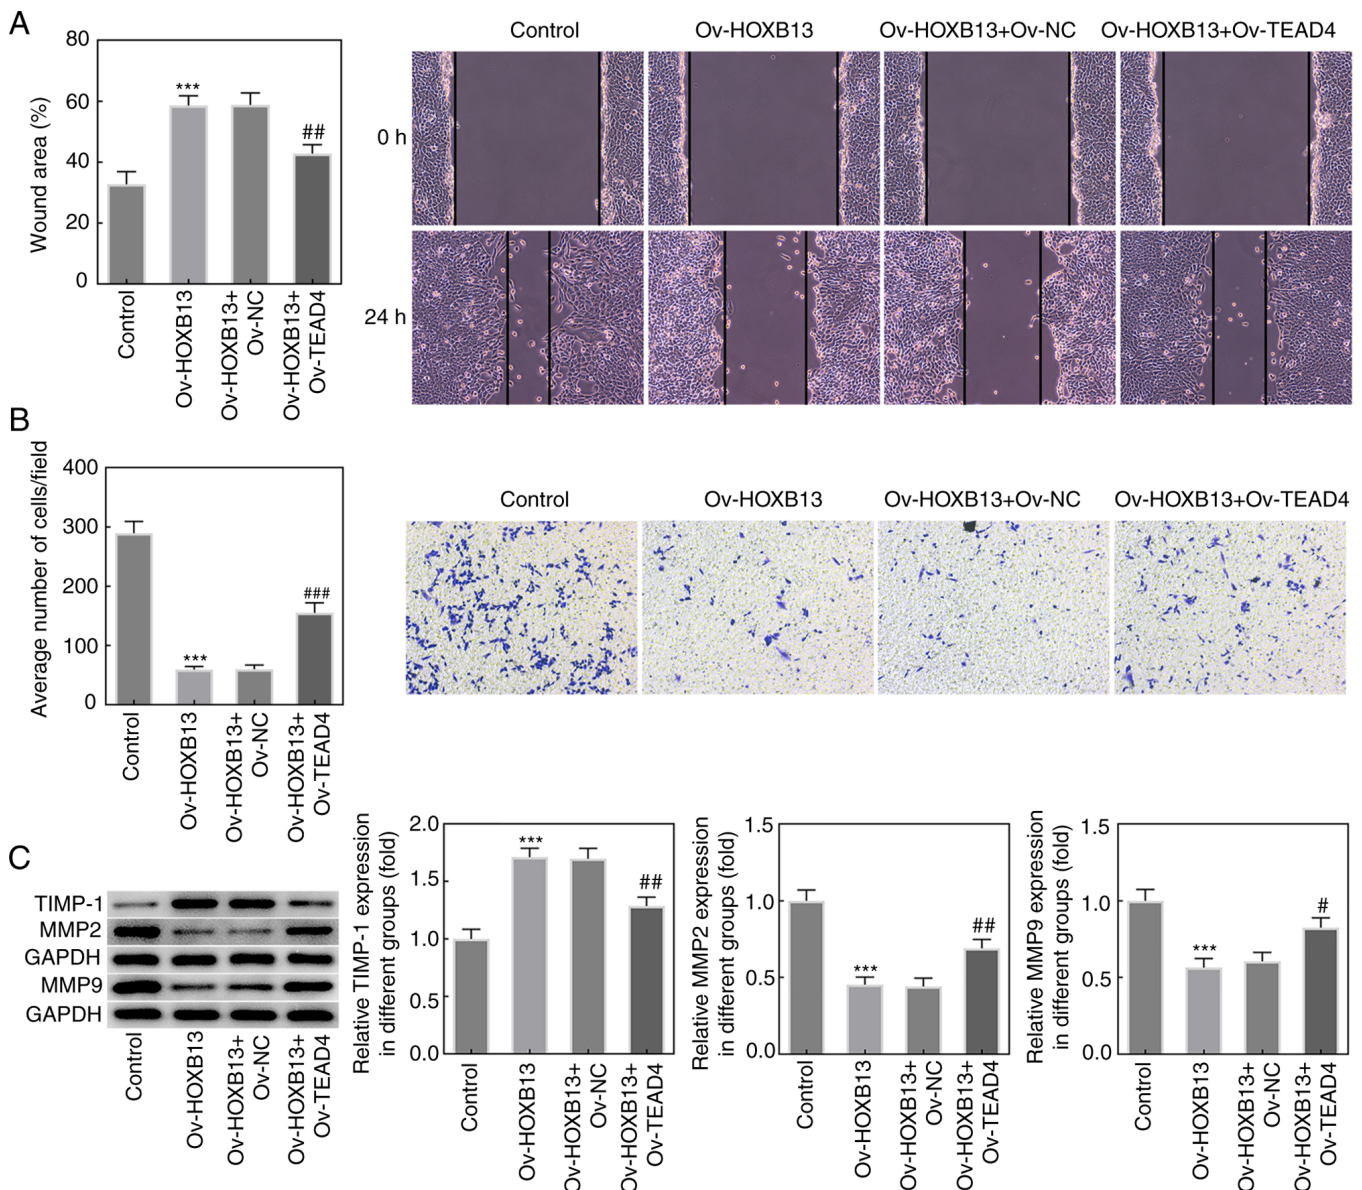 A
80
60
40
20
0
Wound area (%)
***
##
Control
Ov-HOXB13
Ov-HOXB13+
Ov-NC
Ov-HOXB13+
Ov-TEAD4
Control
Ov-HOXB13
Ov-HOXB13+Ov-NC
Ov-HOXB13+Ov-TEAD4
0 h
24 h
B
400
300
200
100
0
Average number of cells/field
***
###
Control
Ov-HOXB13
Ov-HOXB13+
Ov-NC
Ov-HOXB13+
Ov-TEAD4
Control
Ov-HOXB13
Ov-HOXB13+Ov-NC
Ov-HOXB13+Ov-TEAD4
C
TIMP-1
MMP2
GAPDH
MMP9
GAPDH
Control
Ov-HOXB13
Ov-HOXB13+
Ov-NC
Ov-HOXB13+
Ov-TEAD4
Relative TIMP-1 expression
in different groups (fold)
2.0
1.5
1.0
0.5
0.0
***
##
Control
Ov-HOXB13
Ov-HOXB13+
Ov-NC
Ov-HOXB13+
Ov-TEAD4
Relative MMP2 expression
in different groups (fold)
1.5
1.0
0.5
0.0
***
##
Control
Ov-HOXB13
Ov-HOXB13+
Ov-NC
Ov-HOXB13+
Ov-TEAD4
Relative MMP9 expression
in different groups (fold)
1.5
1.0
0.5
0.0
***
#
Control
Ov-HOXB13
Ov-HOXB13+
Ov-NC
Ov-HOXB13+
Ov-TEAD4